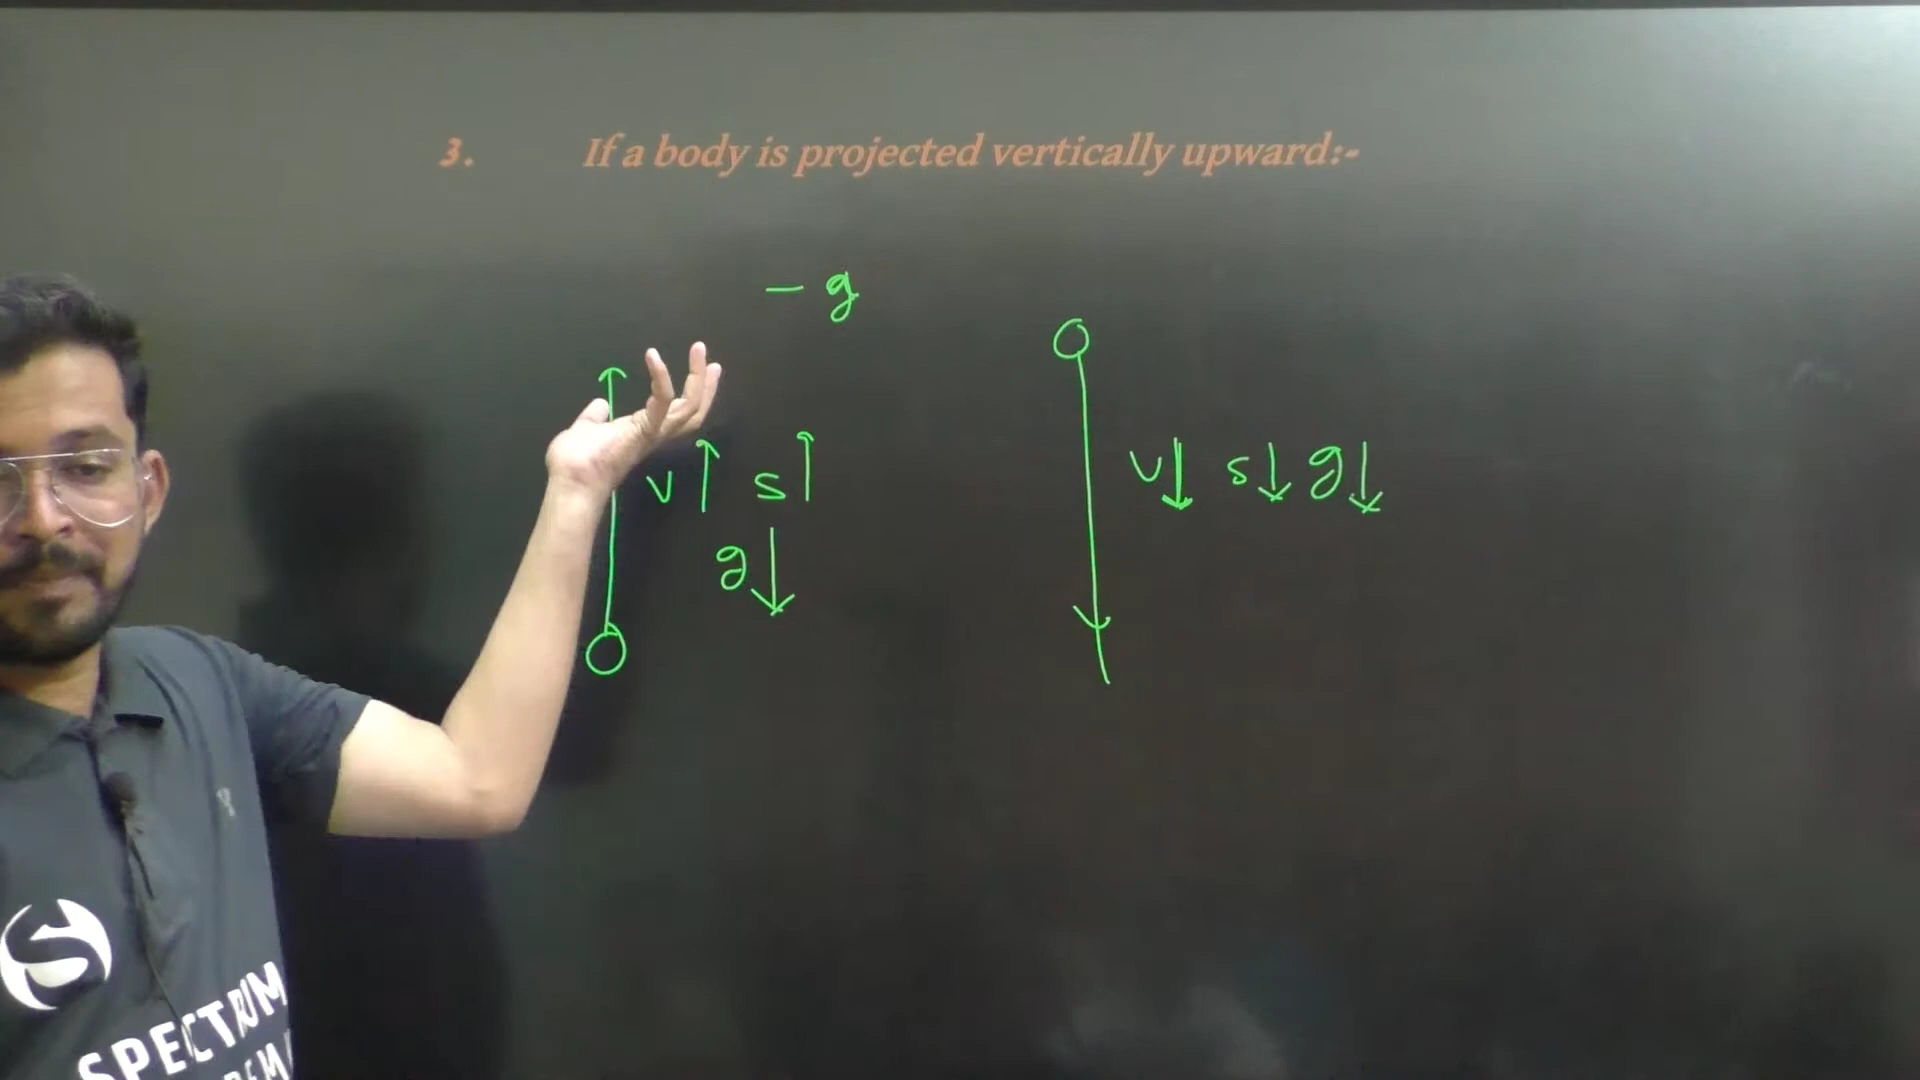 3. If a body is projected vertically upward:-
- g
v↑ s↑
g↓
v↓ s↓ g↓
S
SPECTRUM